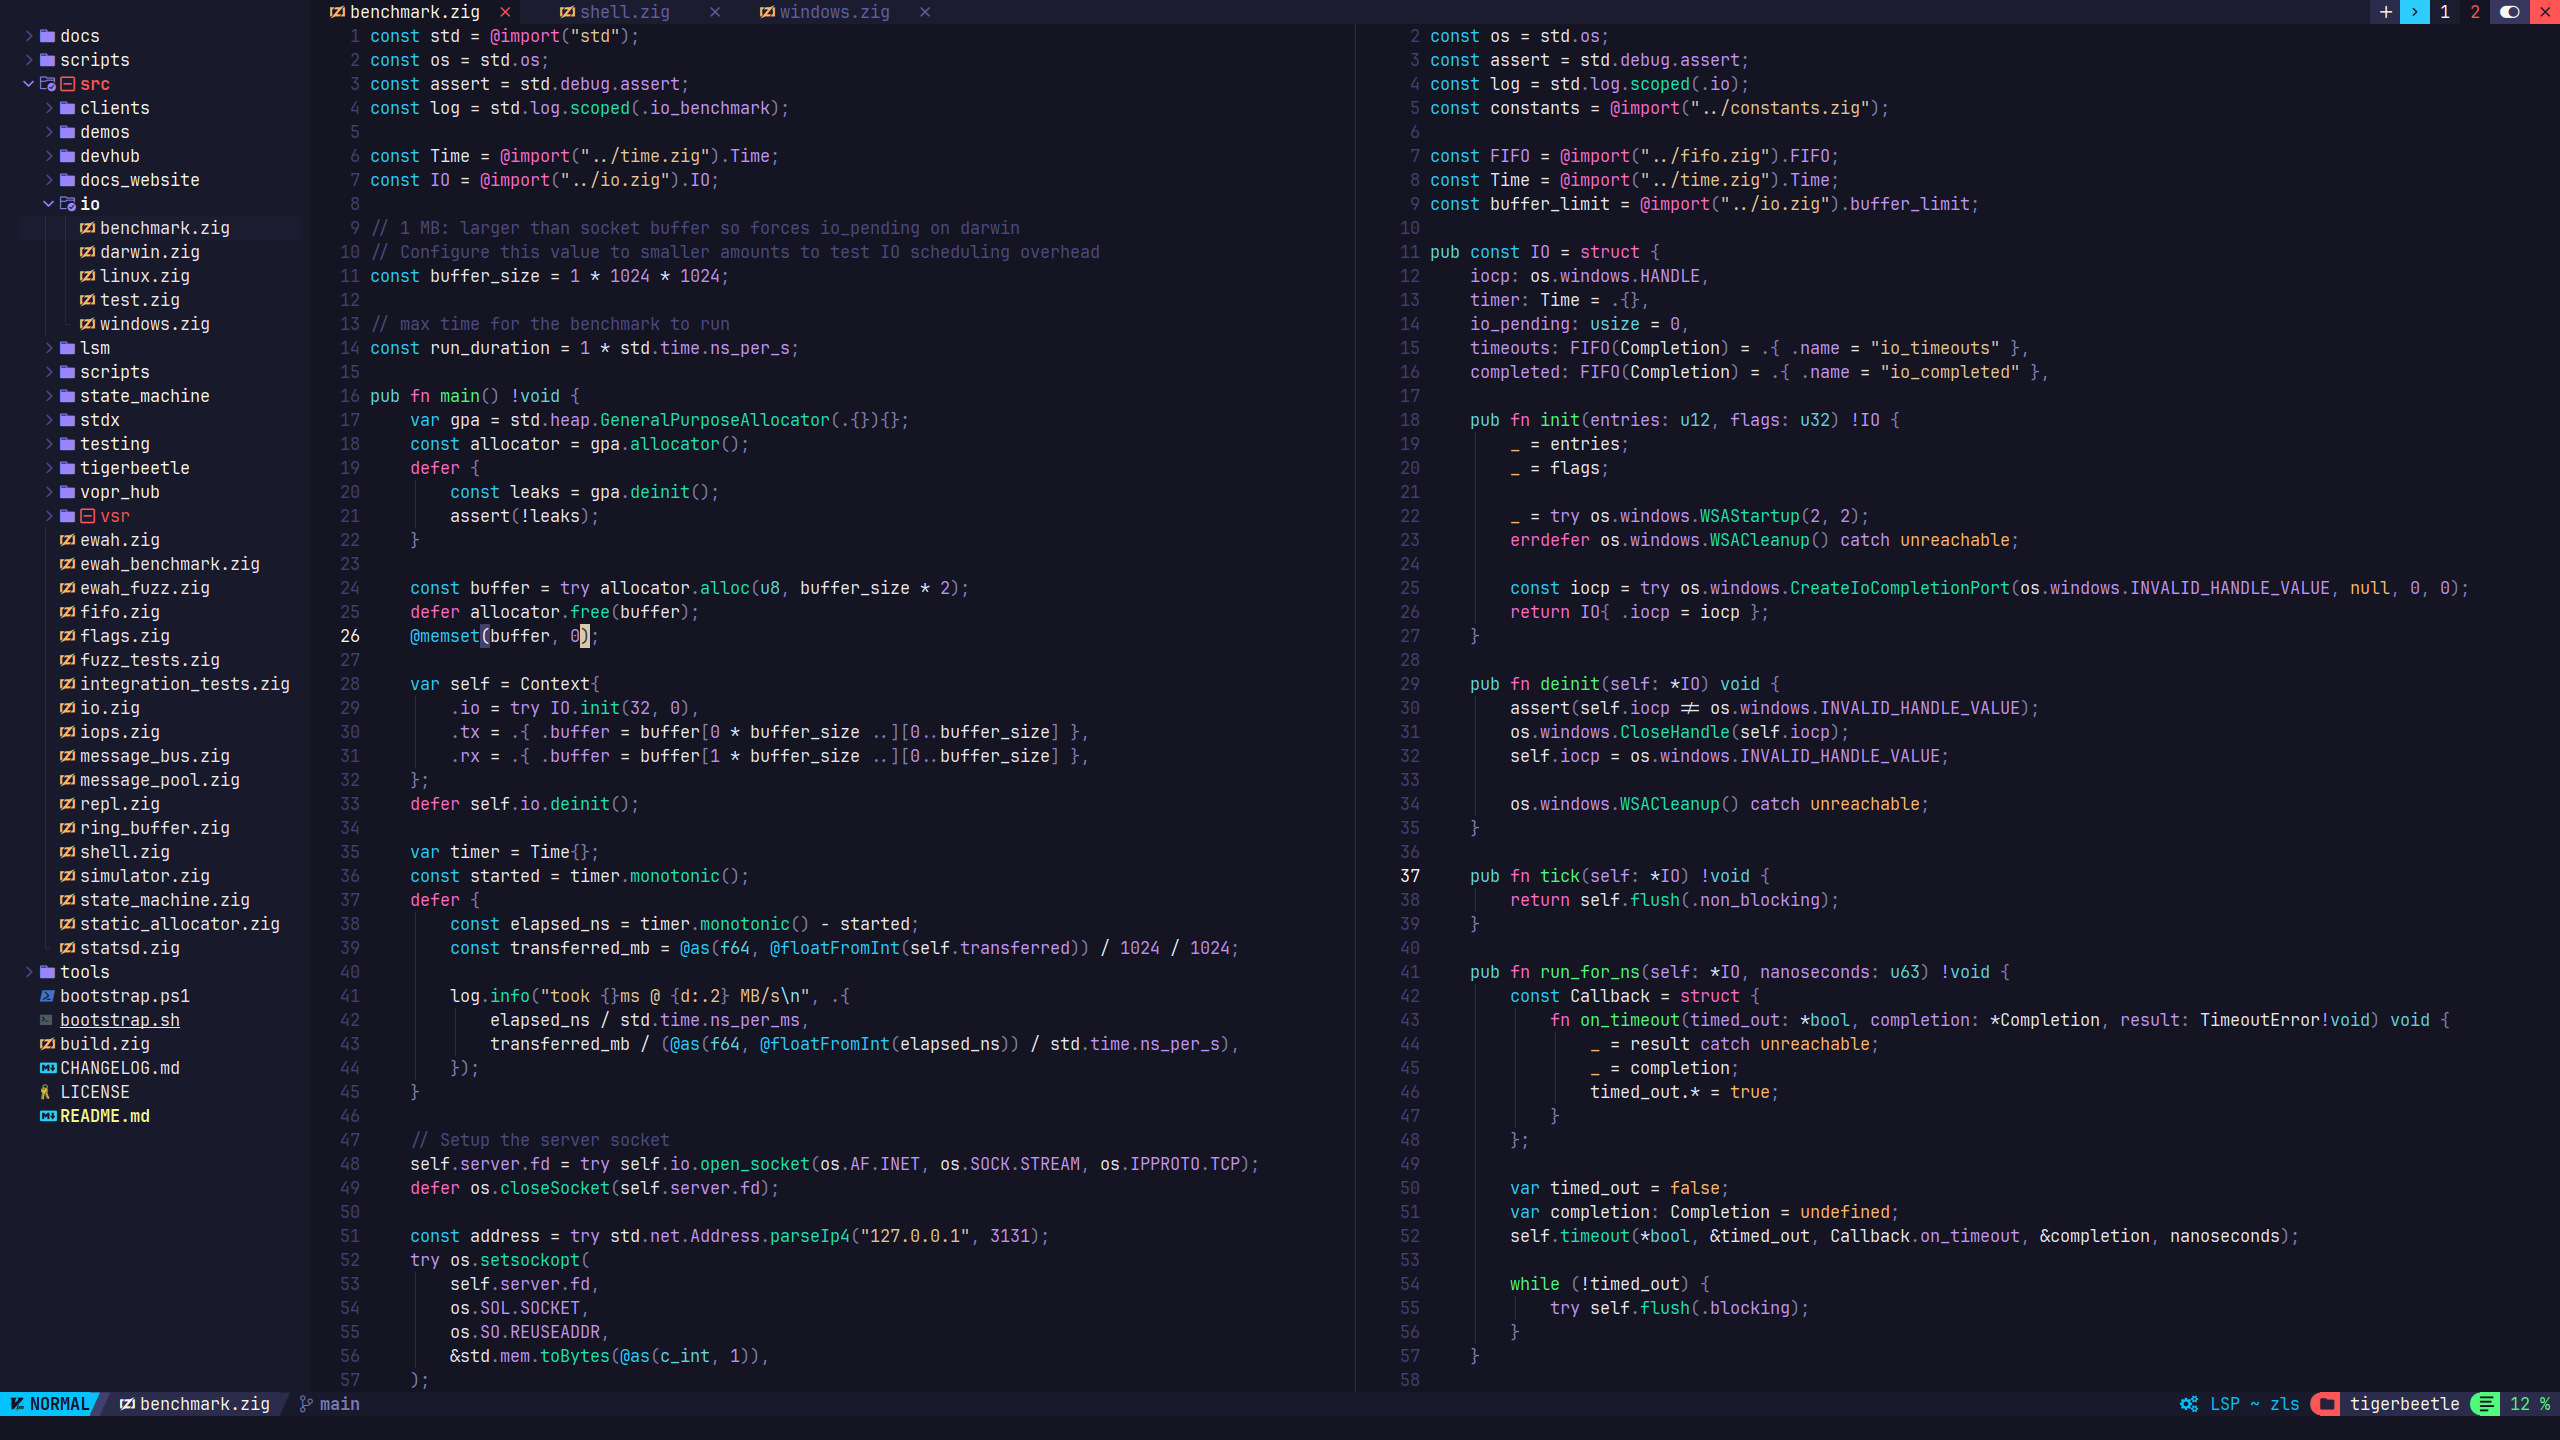 benchmark.zig × shell.zig × windows.zig ×
+ › 1 2 ×
docs
scripts
src
clients
demos
devhub
docs_website
io
benchmark.zig
darwin.zig
linux.zig
test.zig
windows.zig
lsm
scripts
state_machine
stdx
testing
tigerbeetle
vopr_hub
vsr
ewah.zig
ewah_benchmark.zig
ewah_fuzz.zig
fifo.zig
flags.zig
fuzz_tests.zig
integration_tests.zig
io.zig
iops.zig
message_bus.zig
message_pool.zig
repl.zig
ring_buffer.zig
shell.zig
simulator.zig
state_machine.zig
static_allocator.zig
statsd.zig
tools
bootstrap.ps1
bootstrap.sh
build.zig
CHANGELOG.md
LICENSE
README.md
1 const std = @import("std");
2 const os = std.os;
3 const assert = std.debug.assert;
4 const log = std.log.scoped(.io_benchmark);
5
6 const Time = @import("../time.zig").Time;
7 const IO = @import("../io.zig").IO;
8
9 // 1 MB: larger than socket buffer so forces io_pending on darwin
10 // Configure this value to smaller amounts to test IO scheduling overhead
11 const buffer_size = 1 * 1024 * 1024;
12
13 // max time for the benchmark to run
14 const run_duration = 1 * std.time.ns_per_s;
15
16 pub fn main() !void {
17     var gpa = std.heap.GeneralPurposeAllocator(.{}){};
18     const allocator = gpa.allocator();
19     defer {
20         const leaks = gpa.deinit();
21         assert(!leaks);
22     }
23
24     const buffer = try allocator.alloc(u8, buffer_size * 2);
25     defer allocator.free(buffer);
26     @memset(buffer, 0);
27
28     var self = Context{
29         .io = try IO.init(32, 0),
30         .tx = .{ .buffer = buffer[0 * buffer_size ..][0..buffer_size] },
31         .rx = .{ .buffer = buffer[1 * buffer_size ..][0..buffer_size] },
32     };
33     defer self.io.deinit();
34
35     var timer = Time{};
36     const started = timer.monotonic();
37     defer {
38         const elapsed_ns = timer.monotonic() - started;
39         const transferred_mb = @as(f64, @floatFromInt(self.transferred)) / 1024 / 1024;
40
41         log.info("took {}ms @ {d:.2} MB/s\n", .{
42             elapsed_ns / std.time.ns_per_ms,
43             transferred_mb / (@as(f64, @floatFromInt(elapsed_ns)) / std.time.ns_per_s),
44         });
45     }
46
47     // Setup the server socket
48     self.server.fd = try self.io.open_socket(os.AF.INET, os.SOCK.STREAM, os.IPPROTO.TCP);
49     defer os.closeSocket(self.server.fd);
50
51     const address = try std.net.Address.parseIp4("127.0.0.1", 3131);
52     try os.setsockopt(
53         self.server.fd,
54         os.SOL.SOCKET,
55         os.SO.REUSEADDR,
56         &std.mem.toBytes(@as(c_int, 1)),
57     );
2 const os = std.os;
3 const assert = std.debug.assert;
4 const log = std.log.scoped(.io);
5 const constants = @import("../constants.zig");
6
7 const FIFO = @import("../fifo.zig").FIFO;
8 const Time = @import("../time.zig").Time;
9 const buffer_limit = @import("../io.zig").buffer_limit;
10
11 pub const IO = struct {
12     iocp: os.windows.HANDLE,
13     timer: Time = .{},
14     io_pending: usize = 0,
15     timeouts: FIFO(Completion) = .{ .name = "io_timeouts" },
16     completed: FIFO(Completion) = .{ .name = "io_completed" },
17
18     pub fn init(entries: u12, flags: u32) !IO {
19         _ = entries;
20         _ = flags;
21
22         _ = try os.windows.WSAStartup(2, 2);
23         errdefer os.windows.WSACleanup() catch unreachable;
24
25         const iocp = try os.windows.CreateIoCompletionPort(os.windows.INVALID_HANDLE_VALUE, null, 0, 0);
26         return IO{ .iocp = iocp };
27     }
28
29     pub fn deinit(self: *IO) void {
30         assert(self.iocp != os.windows.INVALID_HANDLE_VALUE);
31         os.windows.CloseHandle(self.iocp);
32         self.iocp = os.windows.INVALID_HANDLE_VALUE;
33
34         os.windows.WSACleanup() catch unreachable;
35     }
36
37     pub fn tick(self: *IO) !void {
38         return self.flush(.non_blocking);
39     }
40
41     pub fn run_for_ns(self: *IO, nanoseconds: u63) !void {
42         const Callback = struct {
43             fn on_timeout(timed_out: *bool, completion: *Completion, result: TimeoutError!void) void {
44                 _ = result catch unreachable;
45                 _ = completion;
46                 timed_out.* = true;
47             }
48         };
49
50         var timed_out = false;
51         var completion: Completion = undefined;
52         self.timeout(*bool, &timed_out, Callback.on_timeout, &completion, nanoseconds);
53
54         while (!timed_out) {
55             try self.flush(.blocking);
56         }
57     }
58
NORMAL benchmark.zig main LSP ~ zls tigerbeetle 12 %